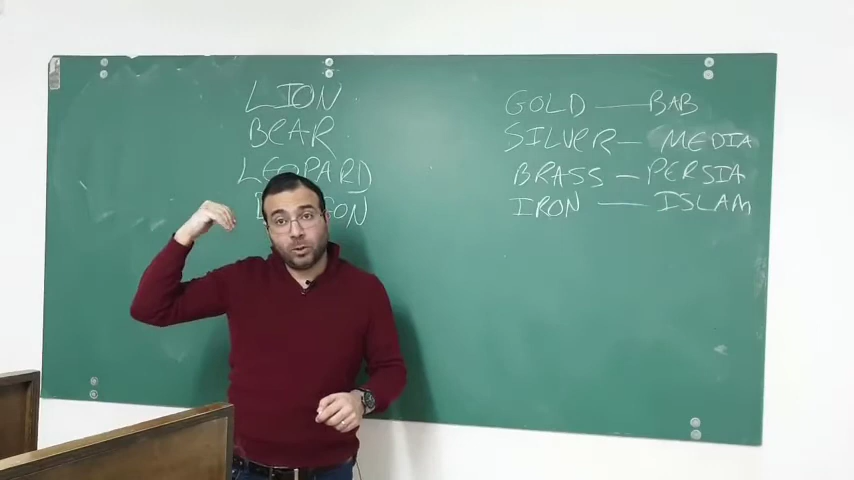 LION
BEAR
LEOPARD
GOLD — BAB
SILVER — MEDIA
BRASS — PERSIA
IRON — ISLAM